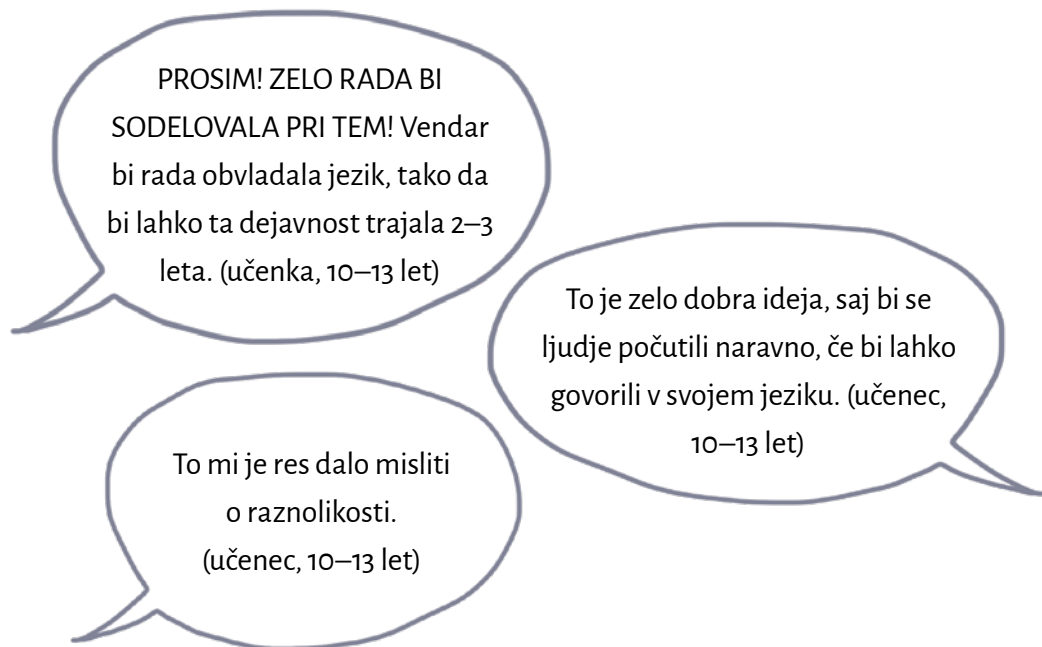 PROSIM! ZELO RADA BI
SODELOVALA PRI TEM! Vendar
bi rada obvladala jezik, tako da
bi lahko ta dejavnost trajala 2–3
leta. (učenka, 10–13 let)
To je zelo dobra ideja, saj bi se
ljudje počutili naravno, če bi lahko
govorili v svojem jeziku. (učenec,
10–13 let)
To mi je res dalo misliti
o raznolikosti.
(učenec, 10–13 let)